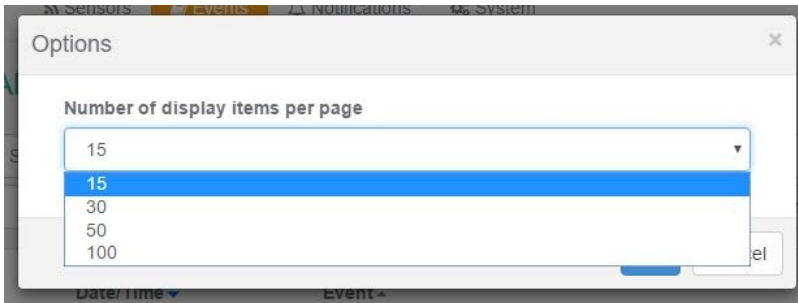 Sensors Events Notifications System
Options ×
Number of display items per page
15
15
30
50
100
Date/Time Event